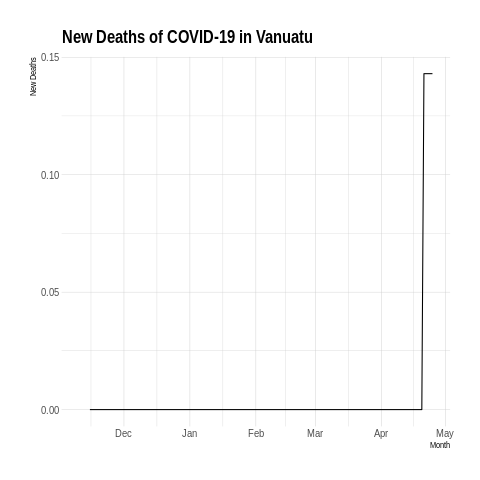 New Deaths of COVID-19 in Vanuatu
New Deaths
0.15
0.10
0.05
0.00
Dec Jan Feb Mar Apr May
Month